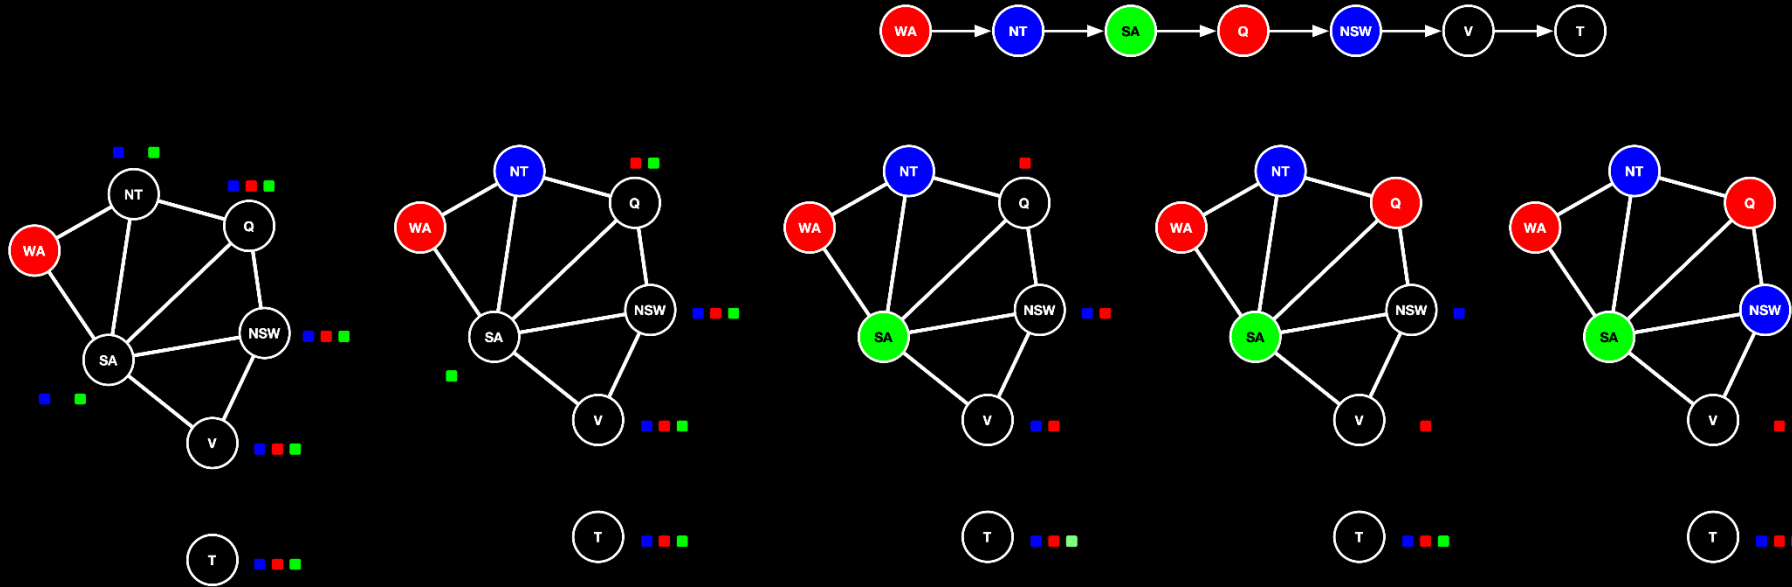 WA NT SA Q NSW V T
NT NT NT NT NT
Q Q Q Q Q
WA WA WA WA WA
NSW NSW NSW NSW NSW
SA SA SA SA SA
V V V V V
T T T T T